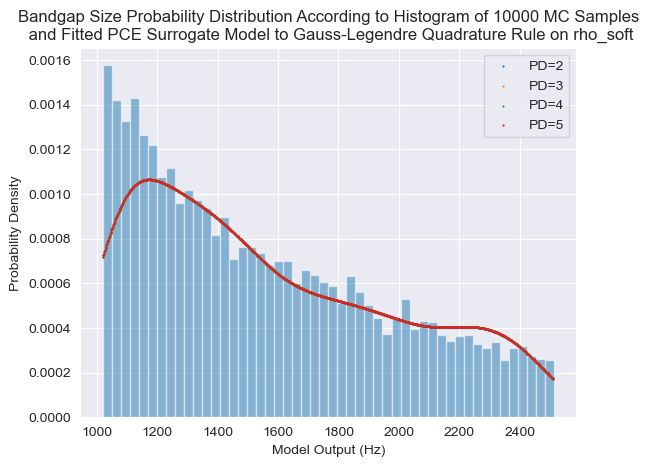 Bandgap Size Probability Distribution According to Histogram of 10000 MC Samples
and Fitted PCE Surrogate Model to Gauss-Legendre Quadrature Rule on rho_soft
PD=2
PD=3
PD=4
PD=5
0.0016
0.0014
0.0012
0.0010
0.0008
0.0006
0.0004
0.0002
0.0000
Probability Density
1000 1200 1400 1600 1800 2000 2200 2400
Model Output (Hz)